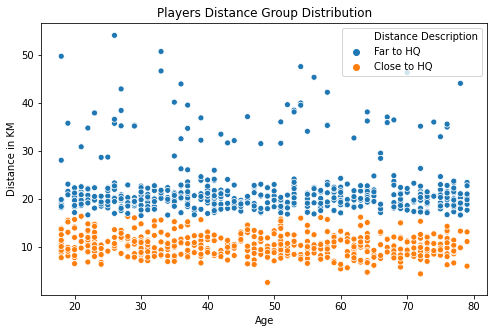 Players Distance Group Distribution
Distance Description
Far to HQ
Close to HQ
50
40
30
20
10
Distance in KM
20
30
40
50
60
70
80
Age